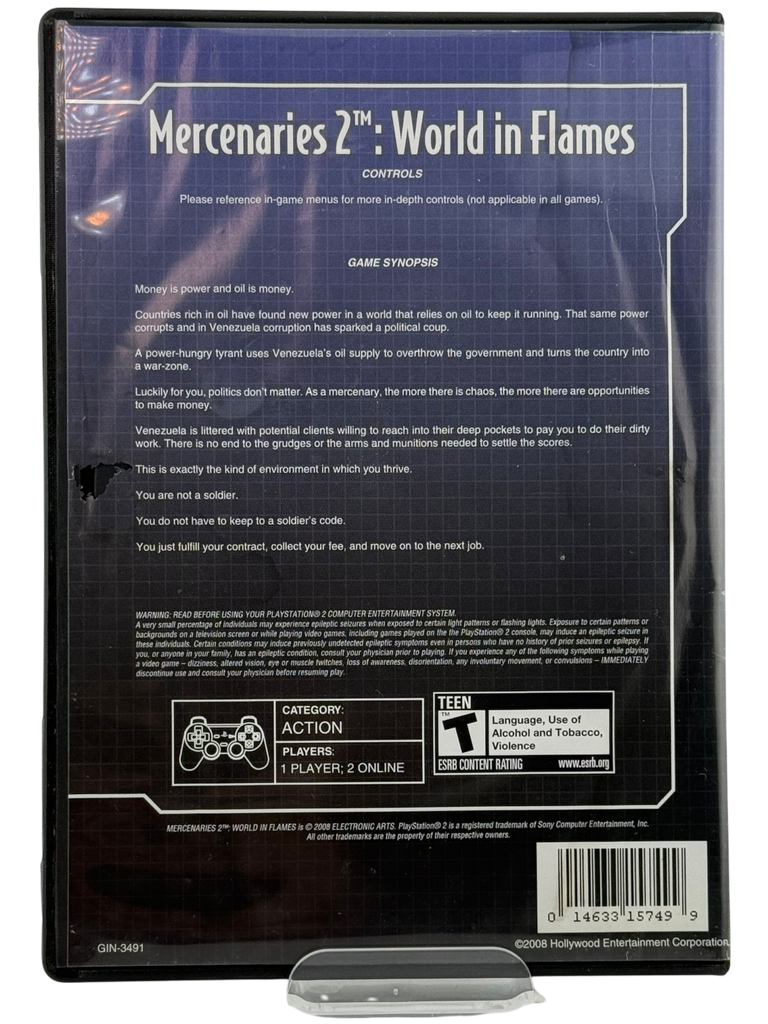 Mercenaries 2™: World in Flames
CONTROLS
Please reference in-game menus for more in-depth controls (not applicable in all games).
GAME SYNOPSIS
Money is power and oil is money.
Countries rich in oil have found new power in a world that relies on oil to keep it running. That same power
corrupts and in Venezuela corruption has sparked a political coup.
A power-hungry tyrant uses Venezuela's oil supply to overthrow the government and turns the country into
a war-zone.
Luckily for you, politics don't matter. As a mercenary, the more there is chaos, the more there are opportunities
to make money.
Venezuela is littered with potential clients willing to reach into their deep pockets to pay you to do their dirty
work. There is no end to the grudges or the arms and munitions needed to settle the scores.
This is exactly the kind of environment in which you thrive.
You are not a soldier.
You do not have to keep to a soldier's code.
You just fulfill your contract, collect your fee, and move on to the next job.
WARNING: READ BEFORE USING YOUR PLAYSTATION® 2 COMPUTER ENTERTAINMENT SYSTEM.
A very small percentage of individuals may experience epileptic seizures when exposed to certain light patterns or flashing lights. Exposure to certain patterns or
backgrounds on a television screen or while playing video games, including games played on the the PlayStation® 2 console, may induce an epileptic seizure in
these individuals. Certain conditions may induce previously undetected epileptic symptoms even in persons who have no history of prior seizures or epilepsy. If
you, or anyone in your family, has an epileptic condition, consult your physician prior to playing. If you experience any of the following symptoms while playing
a video game – dizziness, altered vision, eye or muscle twitches, loss of awareness, disorientation, any involuntary movement, or convulsions – IMMEDIATELY
discontinue use and consult your physician before resuming play.
CATEGORY:
ACTION
PLAYERS:
1 PLAYER; 2 ONLINE
TEEN
T™
Language, Use of
Alcohol and Tobacco,
Violence
ESRB CONTENT RATING www.esrb.org
MERCENARIES 2™: WORLD IN FLAMES is © 2008 ELECTRONIC ARTS. PlayStation® 2 is a registered trademark of Sony Computer Entertainment, Inc.
All other trademarks are the property of their respective owners.
0 14633 15749 9
GIN-3491
©2008 Hollywood Entertainment Corporation